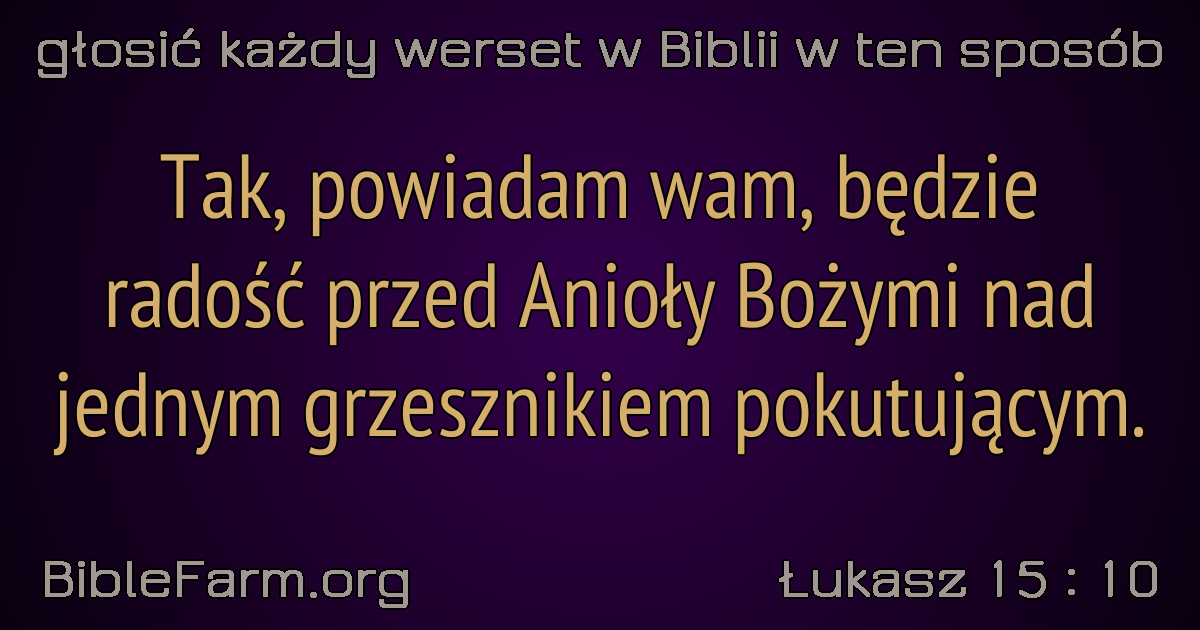 głosić każdy werset w Biblii w ten sposób
Tak, powiadam wam, będzie
radość przed Anioły Bożymi nad
jednym grzesznikiem pokutującym.
BibleFarm.org
Łukasz 15 : 10